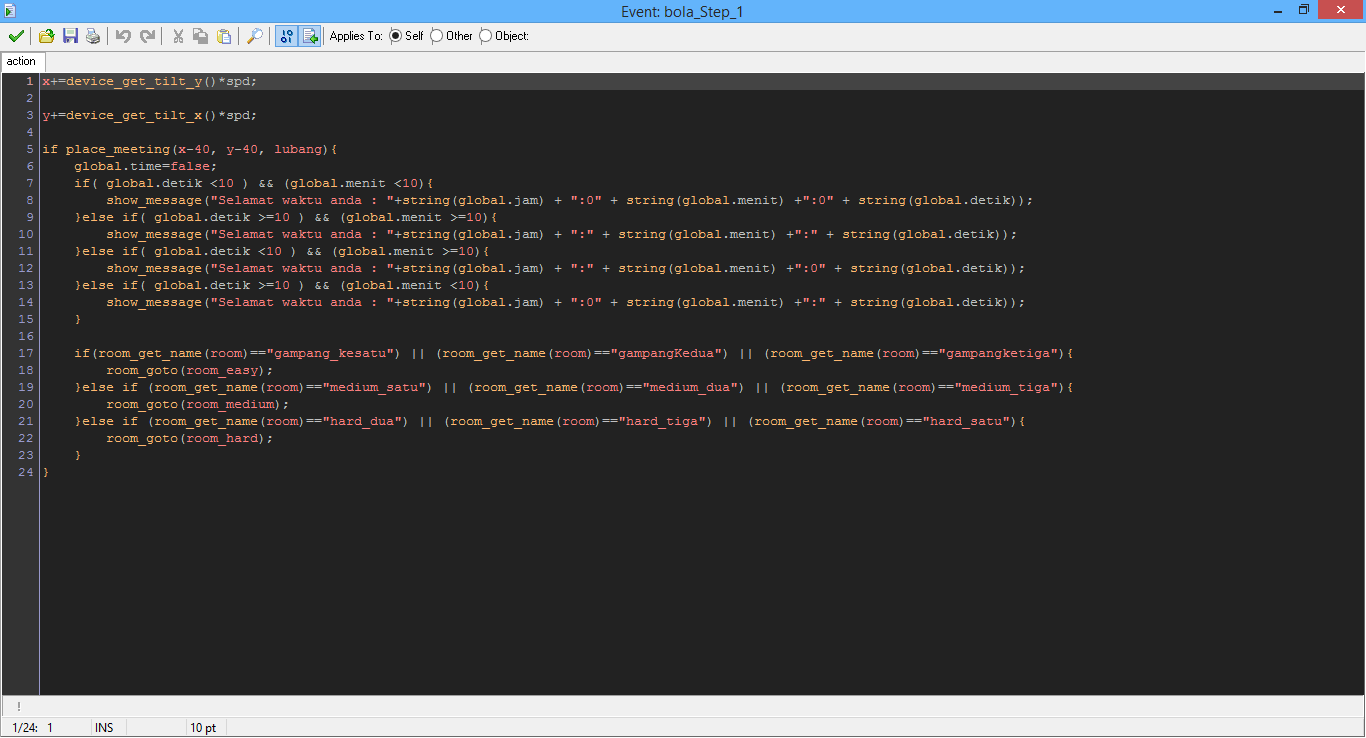 Event: bola_Step_1
Applies To: Self Other Object:
action
1 x+=device_get_tilt_y()*spd;
2
3 y+=device_get_tilt_x()*spd;
4
5 if place_meeting(x-40, y-40, lubang){
6     global.time=false;
7     if( global.detik <10 ) && (global.menit <10){
8         show_message("Selamat waktu anda : "+string(global.jam) + ":0" + string(global.menit) +":0" + string(global.detik));
9     }else if( global.detik >=10 ) && (global.menit >=10){
10         show_message("Selamat waktu anda : "+string(global.jam) + ":" + string(global.menit) +":" + string(global.detik));
11     }else if( global.detik <10 ) && (global.menit >=10){
12         show_message("Selamat waktu anda : "+string(global.jam) + ":" + string(global.menit) +":0" + string(global.detik));
13     }else if( global.detik >=10 ) && (global.menit <10){
14         show_message("Selamat waktu anda : "+string(global.jam) + ":0" + string(global.menit) +":" + string(global.detik));
15     }
16
17     if(room_get_name(room)=="gampang_kesatu") || (room_get_name(room)=="gampangKedua") || (room_get_name(room)=="gampangketiga"){
18         room_goto(room_easy);
19     }else if (room_get_name(room)=="medium_satu") || (room_get_name(room)=="medium_dua") || (room_get_name(room)=="medium_tiga"){
20         room_goto(room_medium);
21     }else if (room_get_name(room)=="hard_dua") || (room_get_name(room)=="hard_tiga") || (room_get_name(room)=="hard_satu"){
22         room_goto(room_hard);
23     }
24 }
!
1/24: 1 INS 10 pt